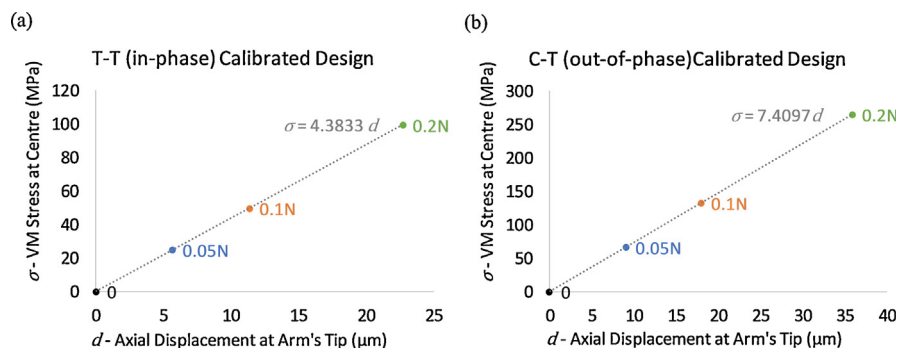 (a)
T-T (in-phase) Calibrated Design
σ - VM Stress at Centre (MPa)
120
100
80
60
40
20
0
σ = 4.3833 d
0.2N
0.1N
0.05N
0
0
5
10
15
20
25
d - Axial Displacement at Arm's Tip (μm)
(b)
C-T (out-of-phase)Calibrated Design
σ - VM Stress at Centre (MPa)
300
250
200
150
100
50
0
σ = 7.4097 d
0.2N
0.1N
0.05N
0
0
5
10
15
20
25
30
35
40
d - Axial Displacement at Arm's Tip (μm)